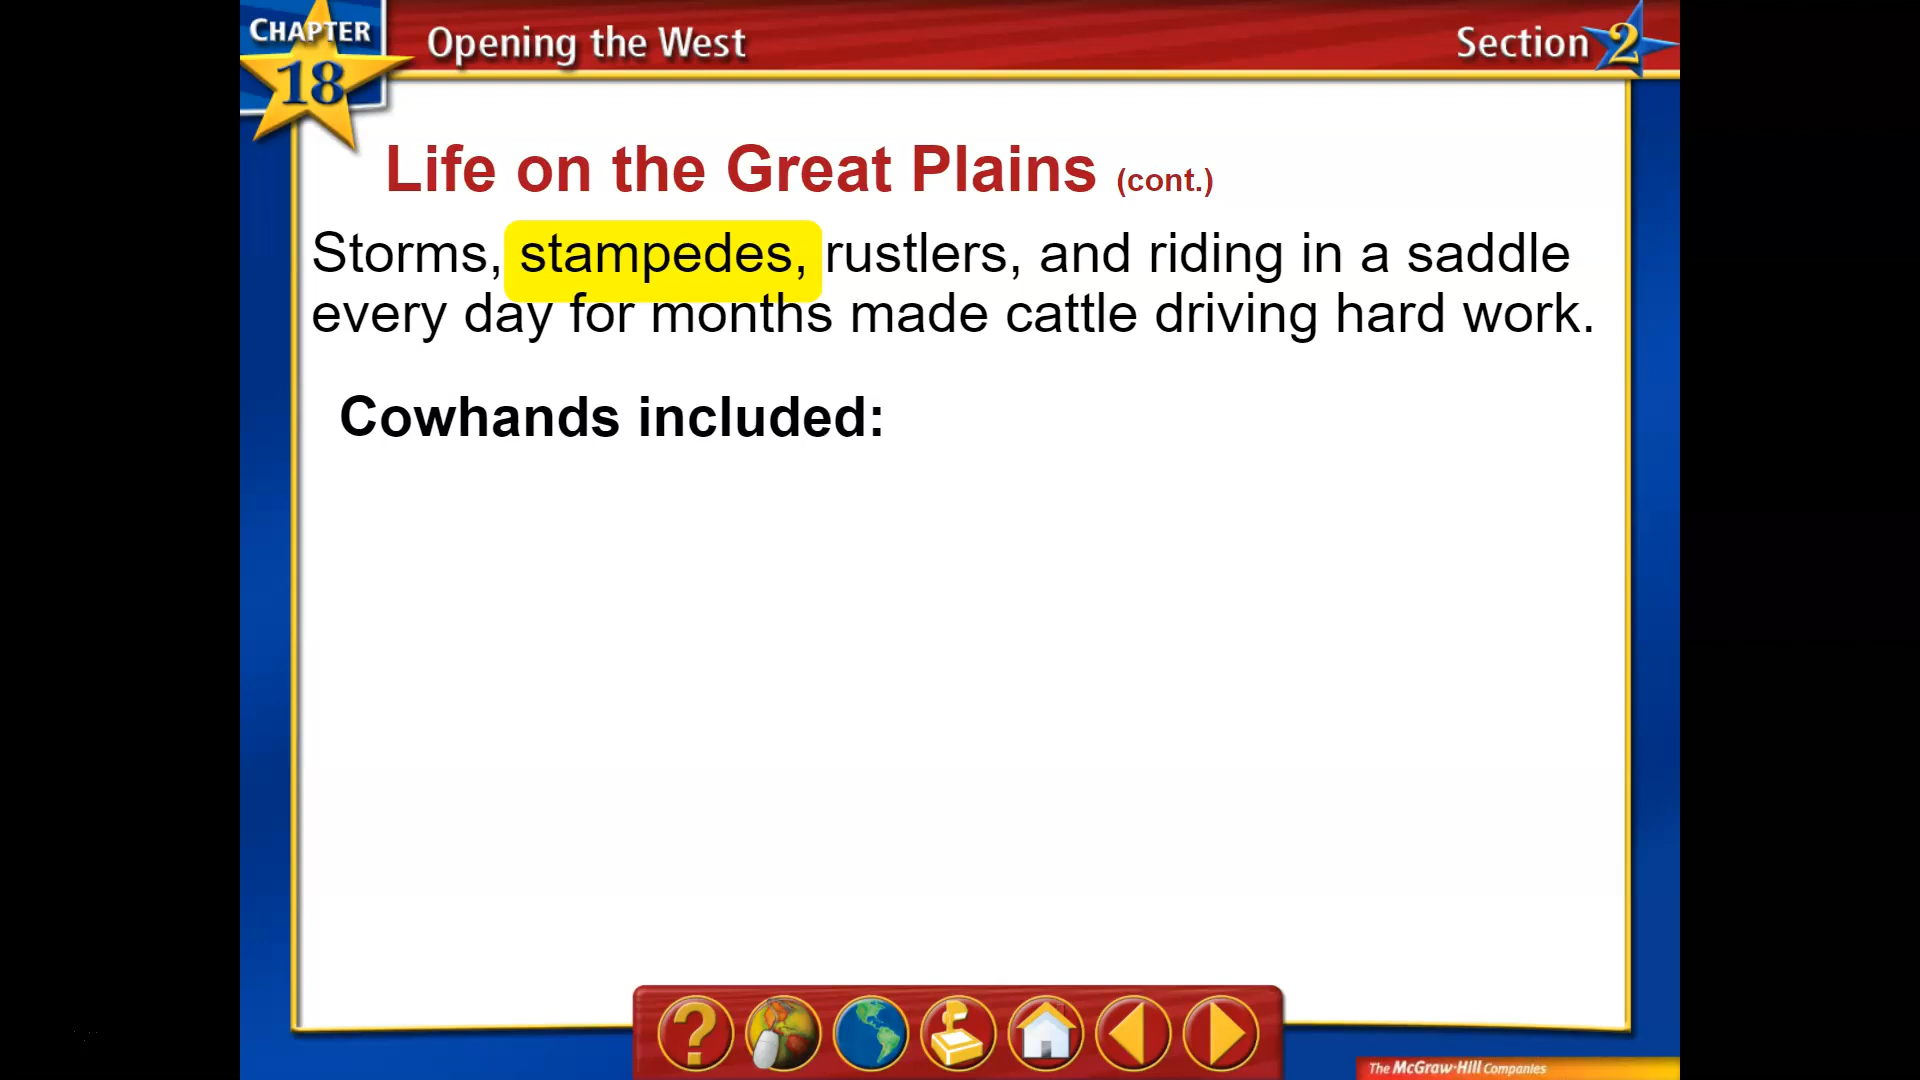 CHAPTER
18
Opening the West
Section 2
Life on the Great Plains (cont.)
Storms, stampedes, rustlers, and riding in a saddle
every day for months made cattle driving hard work.
Cowhands included:
?
The McGraw-Hill Companies